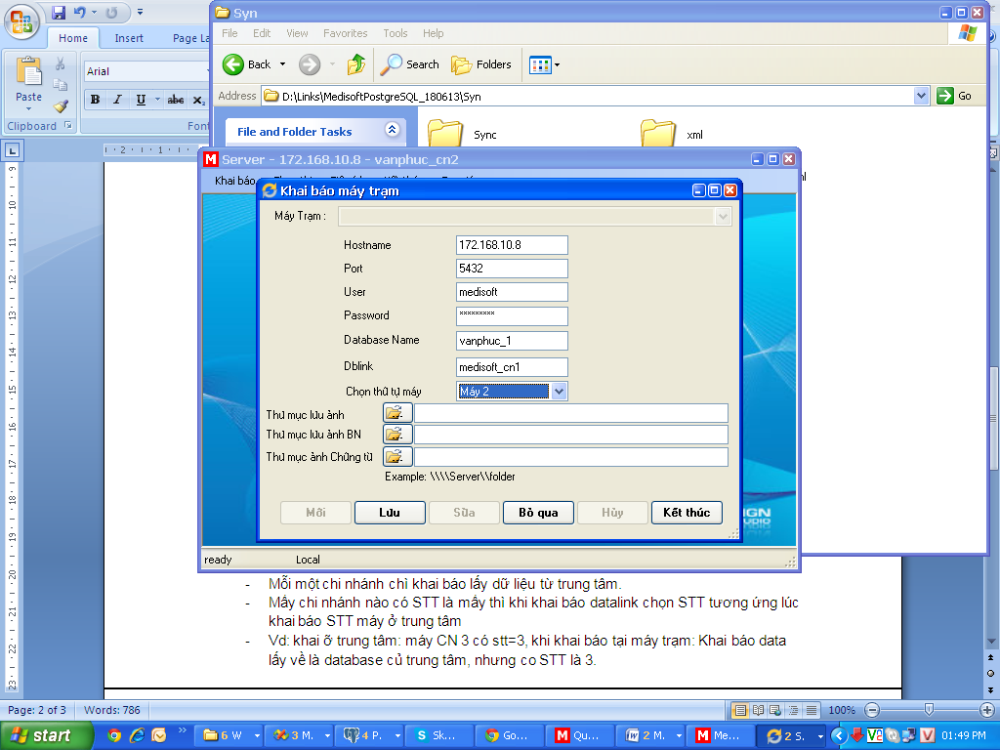 Syn
Home Insert Page La
File Edit View Favorites Tools Help
Back Search Folders
Paste
Clipboard
Arial
B I U abc x₂
Font
Address D:\Links\MedisoftPostgreSQL_180613\Syn Go
File and Folder Tasks
Sync xml
Server - 172.168.10.8 - vanphuc_cn2
Khai báo
Khai báo máy trạm
Máy Trạm :
Hostname 172.168.10.8
Port 5432
User medisoft
Password *********
Database Name vanphuc_1
Dblink medisoft_cn1
Chọn thứ tự máy Máy 2
Thư mục lưu ảnh
Thư mục lưu ảnh BN
Thư mục ảnh Chứng từ
Example: \\\\Server\\folder
Mới Lưu Sửa Bỏ qua Hủy Kết thúc
ready Local
- Mỗi một chi nhánh chỉ khai báo lấy dữ liệu từ trung tâm.
- Mấy chi nhánh nào có STT là mấy thì khi khai báo datalink chọn STT tương ứng lúc
khai báo STT máy ở trung tâm
- Vd: khai ỡ trung tâm: máy CN 3 có stt=3, khi khai báo tại máy trạm: Khai báo data
lấy về là database củ trung tâm, nhưng co STT là 3.
Page: 2 of 3 Words: 786 100%
start 6 W 3 M. 4 P. Sk... Go... Qu... 2 M. Me... 2 S. 01:49 PM